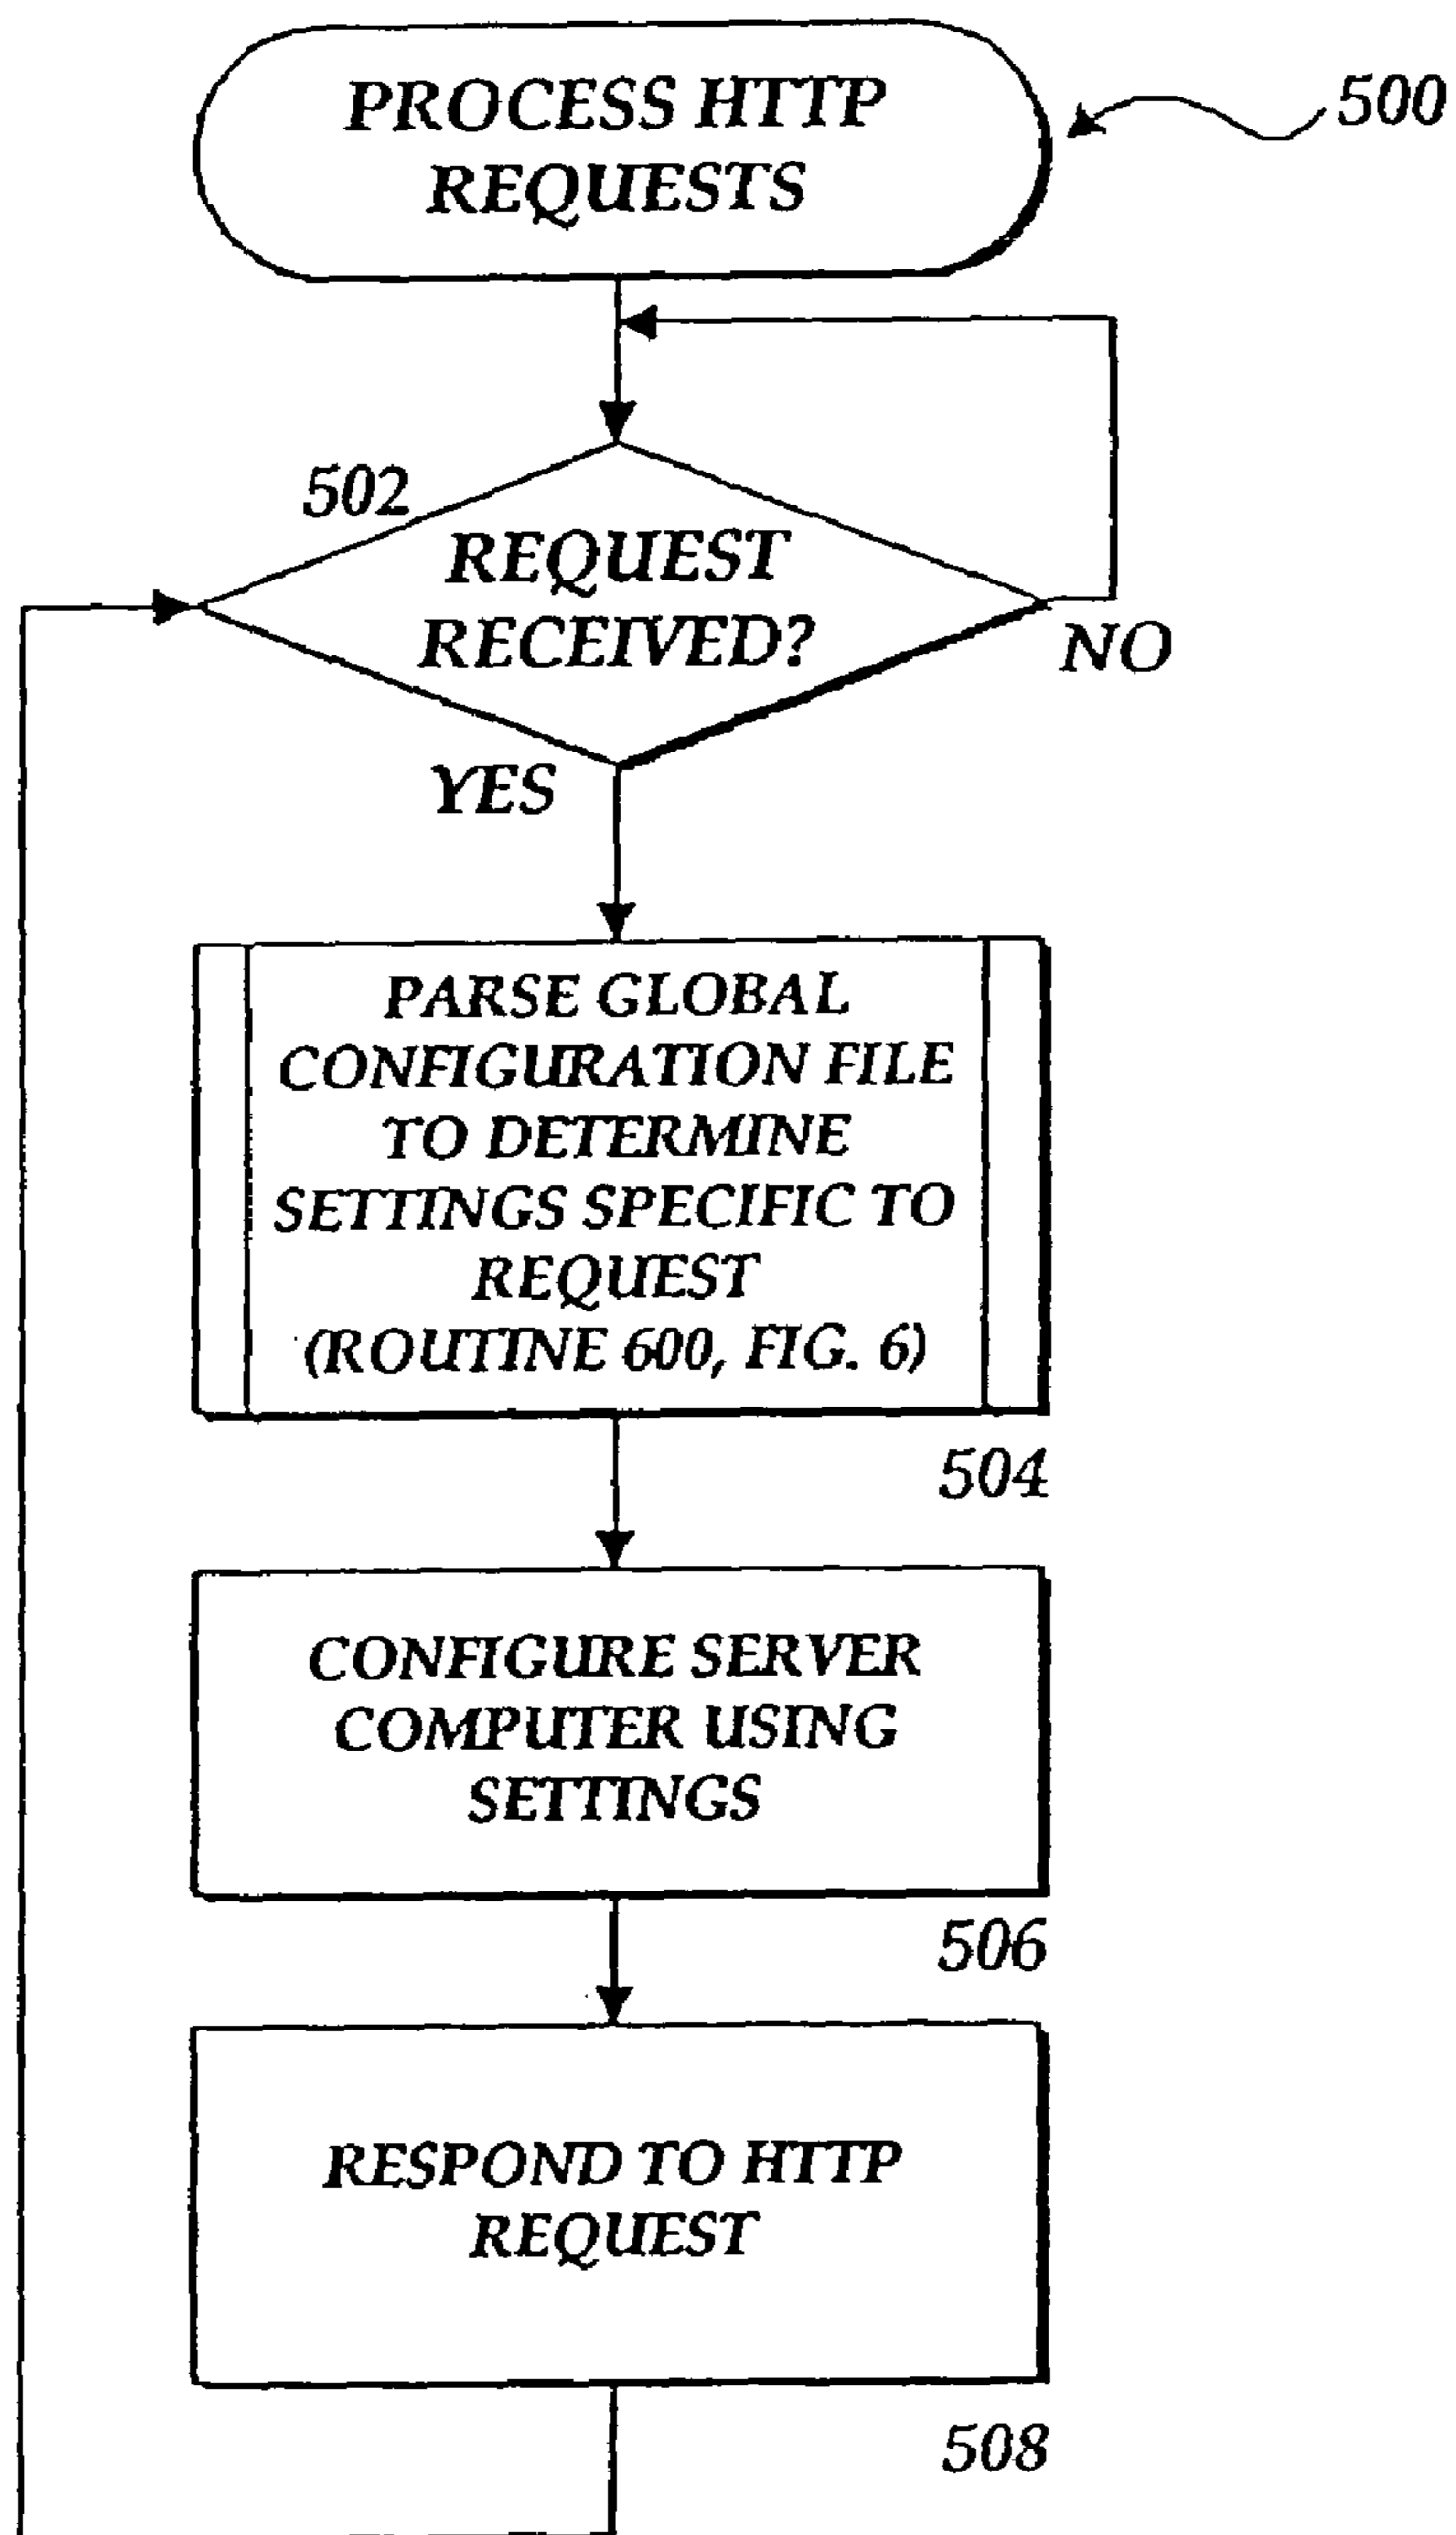 PROCESS HTTP
REQUESTS
500
502
REQUEST
RECEIVED?
NO
YES
PARSE GLOBAL
CONFIGURATION FILE
TO DETERMINE
SETTINGS SPECIFIC TO
REQUEST
(ROUTINE 600, FIG. 6)
504
CONFIGURE SERVER
COMPUTER USING
SETTINGS
506
RESPOND TO HTTP
REQUEST
508